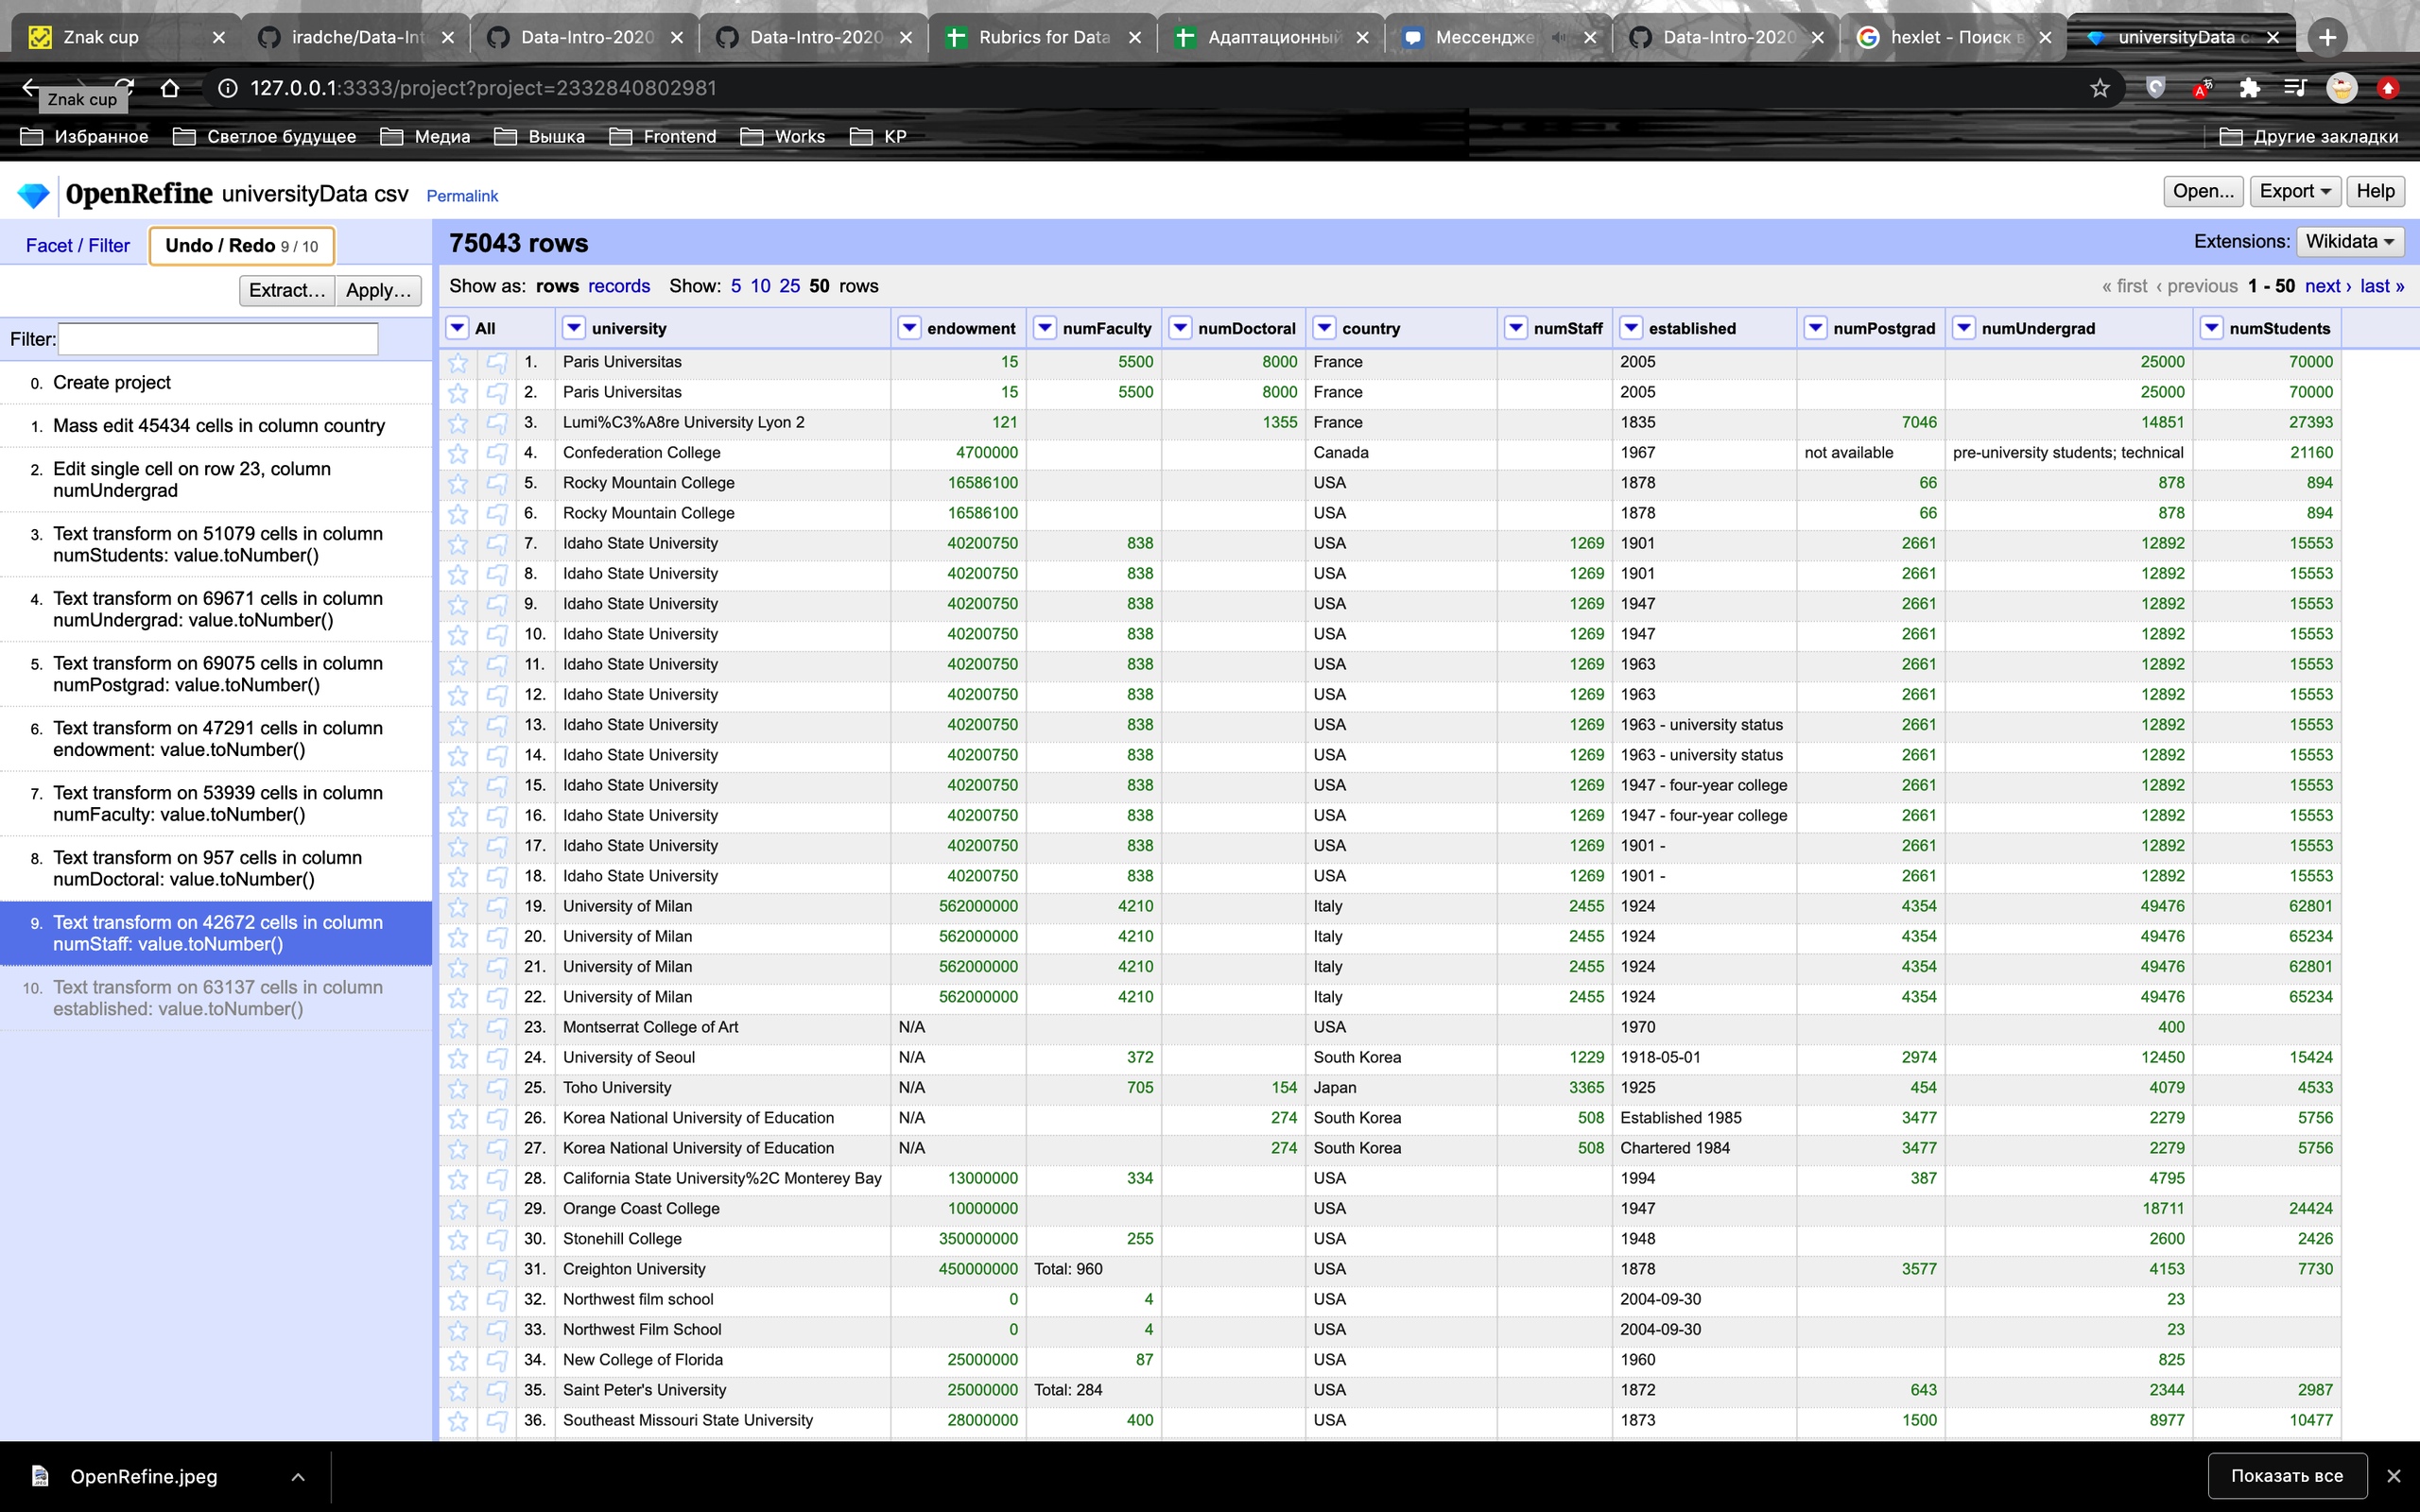 Znak cup
iradche/Data-Int
Data-Intro-2020
Data-Intro-2020
Rubrics for Data
Адаптационный
Мессендже
Data-Intro-2020
hexlet - Поиск в
universityData c
127.0.0.1:3333/project?project=2332840802981
Znak cup
Избранное Светлое будущее Медиа Вышка Frontend Works КР Другие закладки
OpenRefine universityData csv Permalink Open... Export Help
Facet / Filter Undo / Redo 9 / 10
Extract... Apply...
Filter:
0. Create project
1. Mass edit 45434 cells in column country
2. Edit single cell on row 23, column
numUndergrad
3. Text transform on 51079 cells in column
numStudents: value.toNumber()
4. Text transform on 69671 cells in column
numUndergrad: value.toNumber()
5. Text transform on 69075 cells in column
numPostgrad: value.toNumber()
6. Text transform on 47291 cells in column
endowment: value.toNumber()
7. Text transform on 53939 cells in column
numFaculty: value.toNumber()
8. Text transform on 957 cells in column
numDoctoral: value.toNumber()
9. Text transform on 42672 cells in column
numStaff: value.toNumber()
10. Text transform on 63137 cells in column
established: value.toNumber()
75043 rows Extensions: Wikidata
Show as: rows records Show: 5 10 25 50 rows « first ‹ previous 1 - 50 next › last »
All university endowment numFaculty numDoctoral country numStaff established numPostgrad numUndergrad numStudents
1. Paris Universitas 15 5500 8000 France 2005 25000 70000
2. Paris Universitas 15 5500 8000 France 2005 25000 70000
3. Lumi%C3%A8re University Lyon 2 121 1355 France 1835 7046 14851 27393
4. Confederation College 4700000 Canada 1967 not available pre-university students; technical 21160
5. Rocky Mountain College 16586100 USA 1878 66 878 894
6. Rocky Mountain College 16586100 USA 1878 66 878 894
7. Idaho State University 40200750 838 USA 1269 1901 2661 12892 15553
8. Idaho State University 40200750 838 USA 1269 1901 2661 12892 15553
9. Idaho State University 40200750 838 USA 1269 1947 2661 12892 15553
10. Idaho State University 40200750 838 USA 1269 1947 2661 12892 15553
11. Idaho State University 40200750 838 USA 1269 1963 2661 12892 15553
12. Idaho State University 40200750 838 USA 1269 1963 2661 12892 15553
13. Idaho State University 40200750 838 USA 1269 1963 - university status 2661 12892 15553
14. Idaho State University 40200750 838 USA 1269 1963 - university status 2661 12892 15553
15. Idaho State University 40200750 838 USA 1269 1947 - four-year college 2661 12892 15553
16. Idaho State University 40200750 838 USA 1269 1947 - four-year college 2661 12892 15553
17. Idaho State University 40200750 838 USA 1269 1901 - 2661 12892 15553
18. Idaho State University 40200750 838 USA 1269 1901 - 2661 12892 15553
19. University of Milan 562000000 4210 Italy 2455 1924 4354 49476 62801
20. University of Milan 562000000 4210 Italy 2455 1924 4354 49476 65234
21. University of Milan 562000000 4210 Italy 2455 1924 4354 49476 62801
22. University of Milan 562000000 4210 Italy 2455 1924 4354 49476 65234
23. Montserrat College of Art N/A USA 1970 400
24. University of Seoul N/A 372 South Korea 1229 1918-05-01 2974 12450 15424
25. Toho University N/A 705 154 Japan 3365 1925 454 4079 4533
26. Korea National University of Education N/A 274 South Korea 508 Established 1985 3477 2279 5756
27. Korea National University of Education N/A 274 South Korea 508 Chartered 1984 3477 2279 5756
28. California State University%2C Monterey Bay 13000000 334 USA 1994 387 4795
29. Orange Coast College 10000000 USA 1947 18711 24424
30. Stonehill College 350000000 255 USA 1948 2600 2426
31. Creighton University 450000000 Total: 960 USA 1878 3577 4153 7730
32. Northwest film school 0 4 USA 2004-09-30 23
33. Northwest Film School 0 4 USA 2004-09-30 23
34. New College of Florida 25000000 87 USA 1960 825
35. Saint Peter's University 25000000 Total: 284 USA 1872 643 2344 2987
36. Southeast Missouri State University 28000000 400 USA 1873 1500 8977 10477
OpenRefine.jpeg Показать все